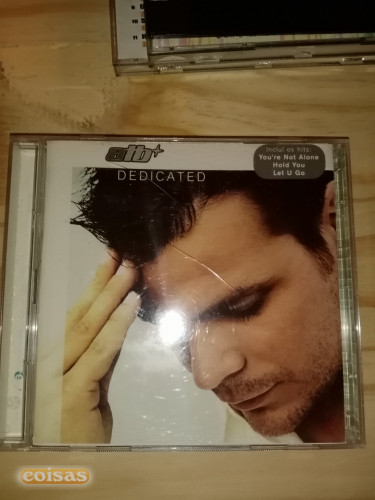 atb
DEDICATED
Inclui os hits:
You're Not Alone
Hold You
Let U Go
coisas